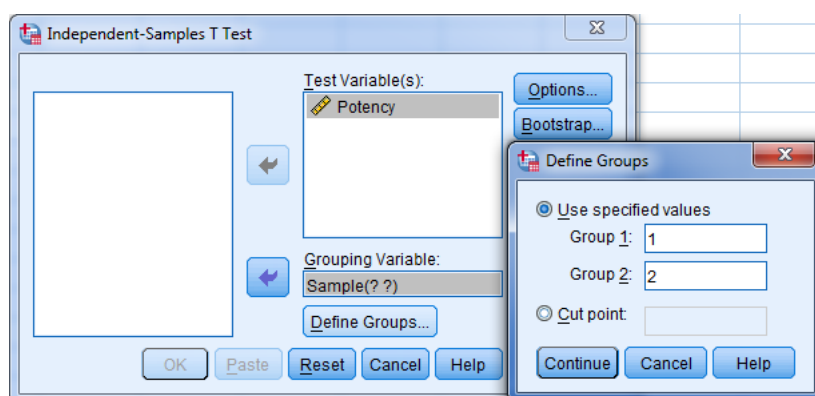 Independent-Samples T Test
Test Variable(s):
Potency
Options...
Bootstrap...
Grouping Variable:
Sample(? ?)
Define Groups...
OK Paste Reset Cancel Help
Define Groups
Use specified values
Group 1: 1
Group 2: 2
Cut point:
Continue Cancel Help